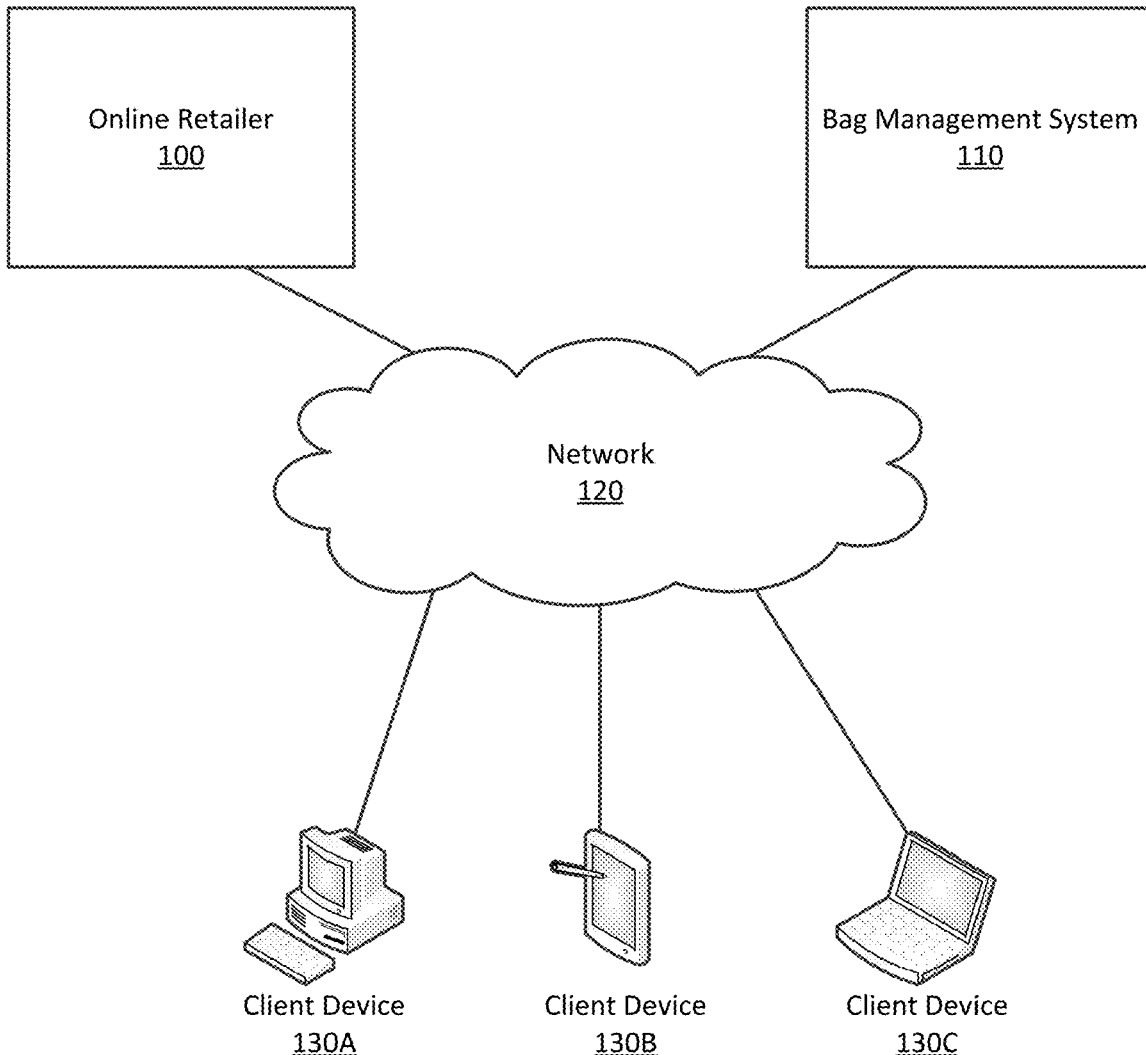 Online Retailer
100
Bag Management System
110
Network
120
Client Device
130A
Client Device
130B
Client Device
130C